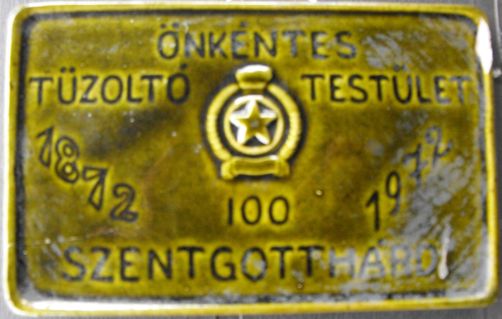 ÖNKÉNTES
TŰZOLTÓ TESTÜLET
1872 1972
100
SZENTGOTTHÁRD